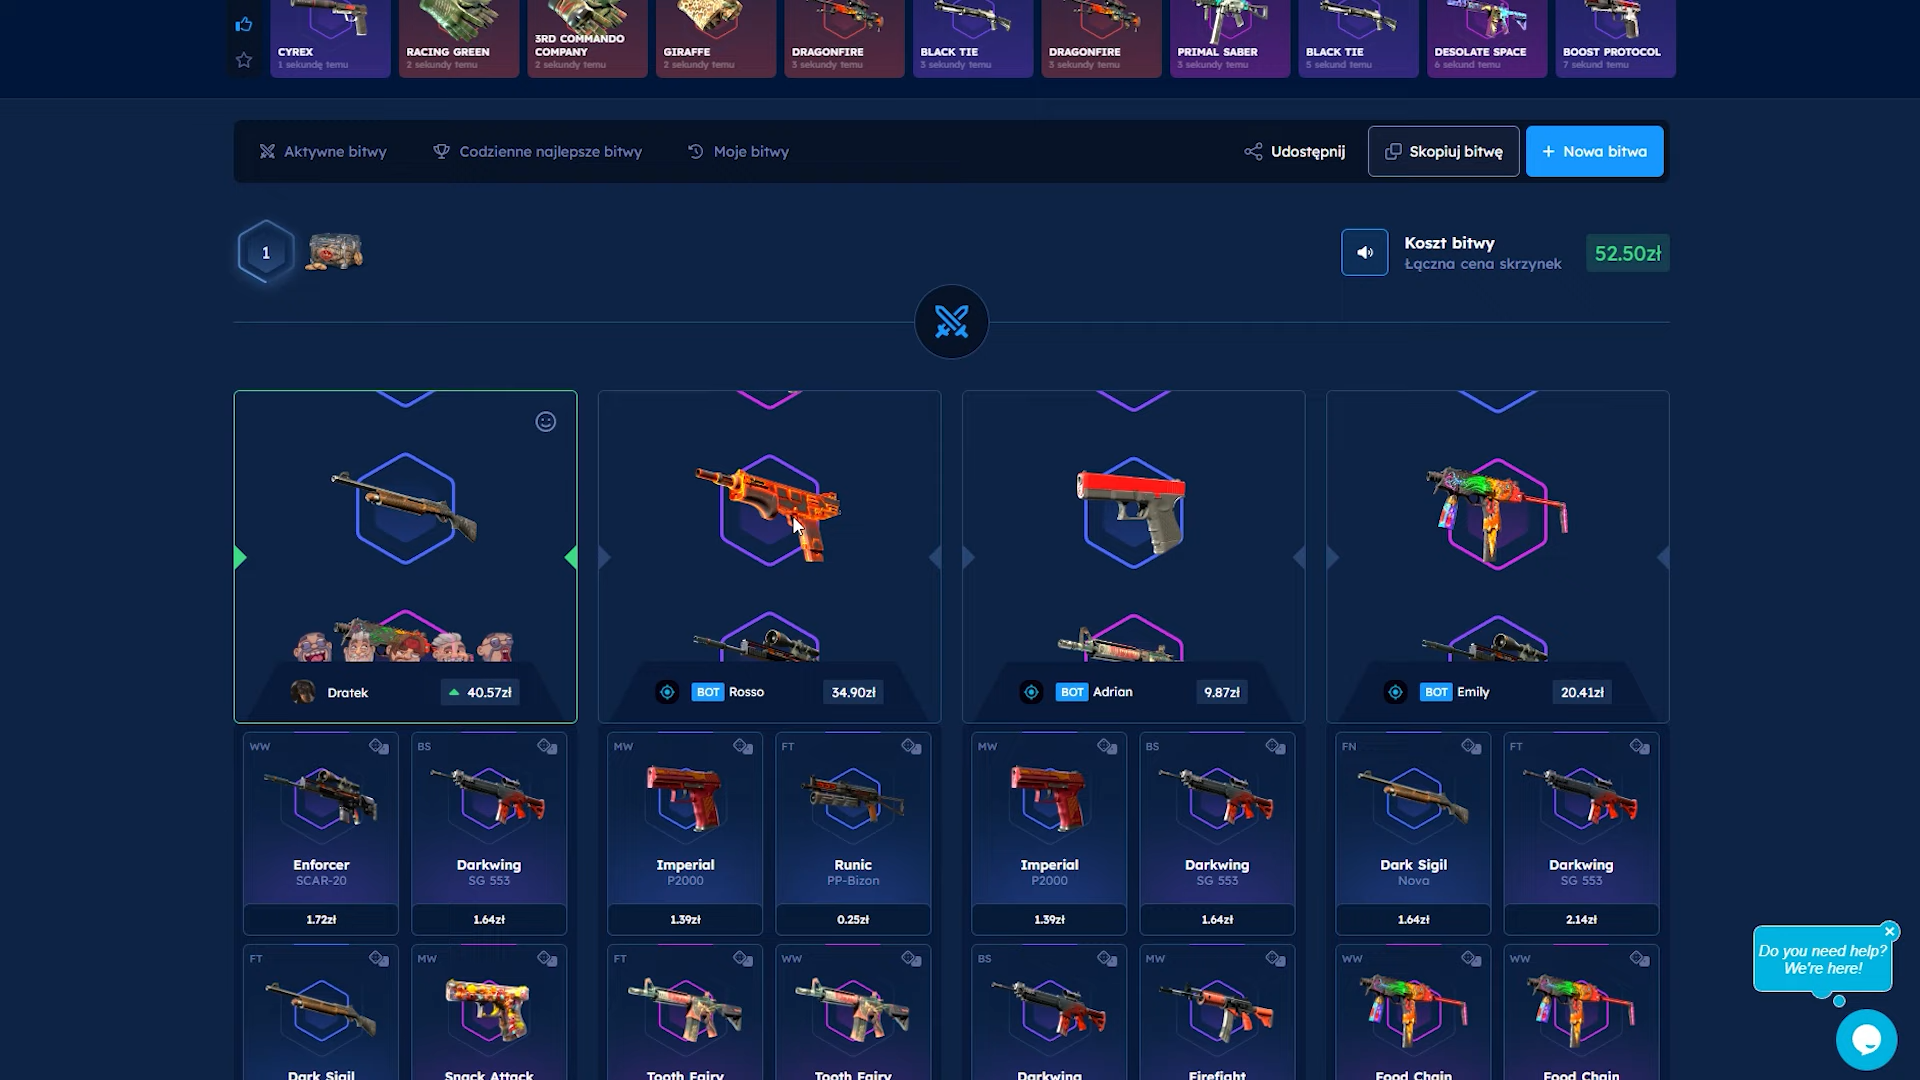 CYREX
1 sekundę temu
RACING GREEN
2 sekundy temu
3RD COMMANDO
COMPANY
2 sekundy temu
GIRAFFE
2 sekundy temu
DRAGONFIRE
3 sekundy temu
BLACK TIE
3 sekundy temu
DRAGONFIRE
3 sekundy temu
PRIMAL SABER
3 sekundy temu
BLACK TIE
5 sekund temu
DESOLATE SPACE
6 sekund temu
BOOST PROTOCOL
7 sekund temu
Aktywne bitwy
Codzienne najlepsze bitwy
Moje bitwy
Udostępnij
Skopiuj bitwę
+ Nowa bitwa
1
Koszt bitwy
Łączna cena skrzynek
52.50zł
Dratek
40.57zł
BOT Rosso
34.90zł
BOT Adrian
9.87zł
BOT Emily
20.41zł
WW
Enforcer
SCAR-20
1.72zł
BS
Darkwing
SG 553
1.64zł
MW
Imperial
P2000
1.39zł
FT
Runic
PP-Bizon
0.25zł
MW
Imperial
P2000
1.39zł
BS
Darkwing
SG 553
1.64zł
FN
Dark Sigil
Nova
1.64zł
FT
Darkwing
SG 553
2.14zł
FT
Dark Sigil
MW
Snack Attack
FT
Tooth Fairy
WW
Tooth Fairy
BS
Darkwing
MW
Firefight
WW
Food Chain
WW
Food Chain
Do you need help?
We're here!